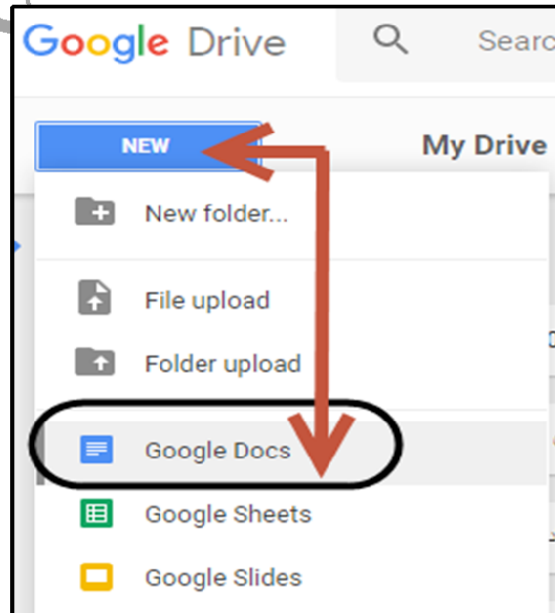 Google Drive
Searc
NEW
My Drive
New folder...
File upload
Folder upload
Google Docs
Google Sheets
Google Slides